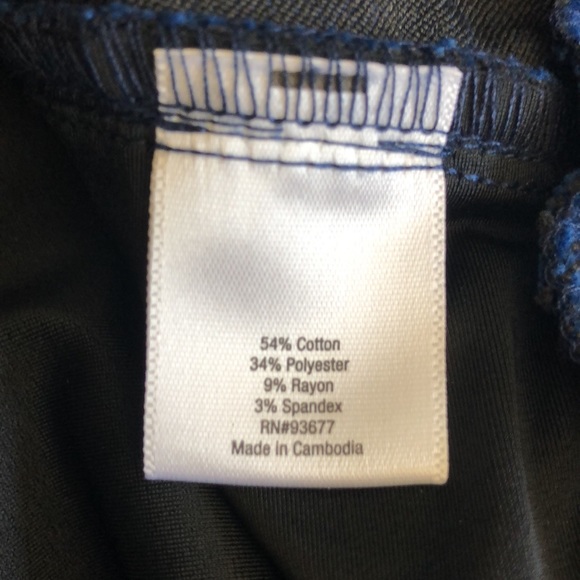 54% Cotton
34% Polyester
9% Rayon
3% Spandex
RN#93677
Made in Cambodia